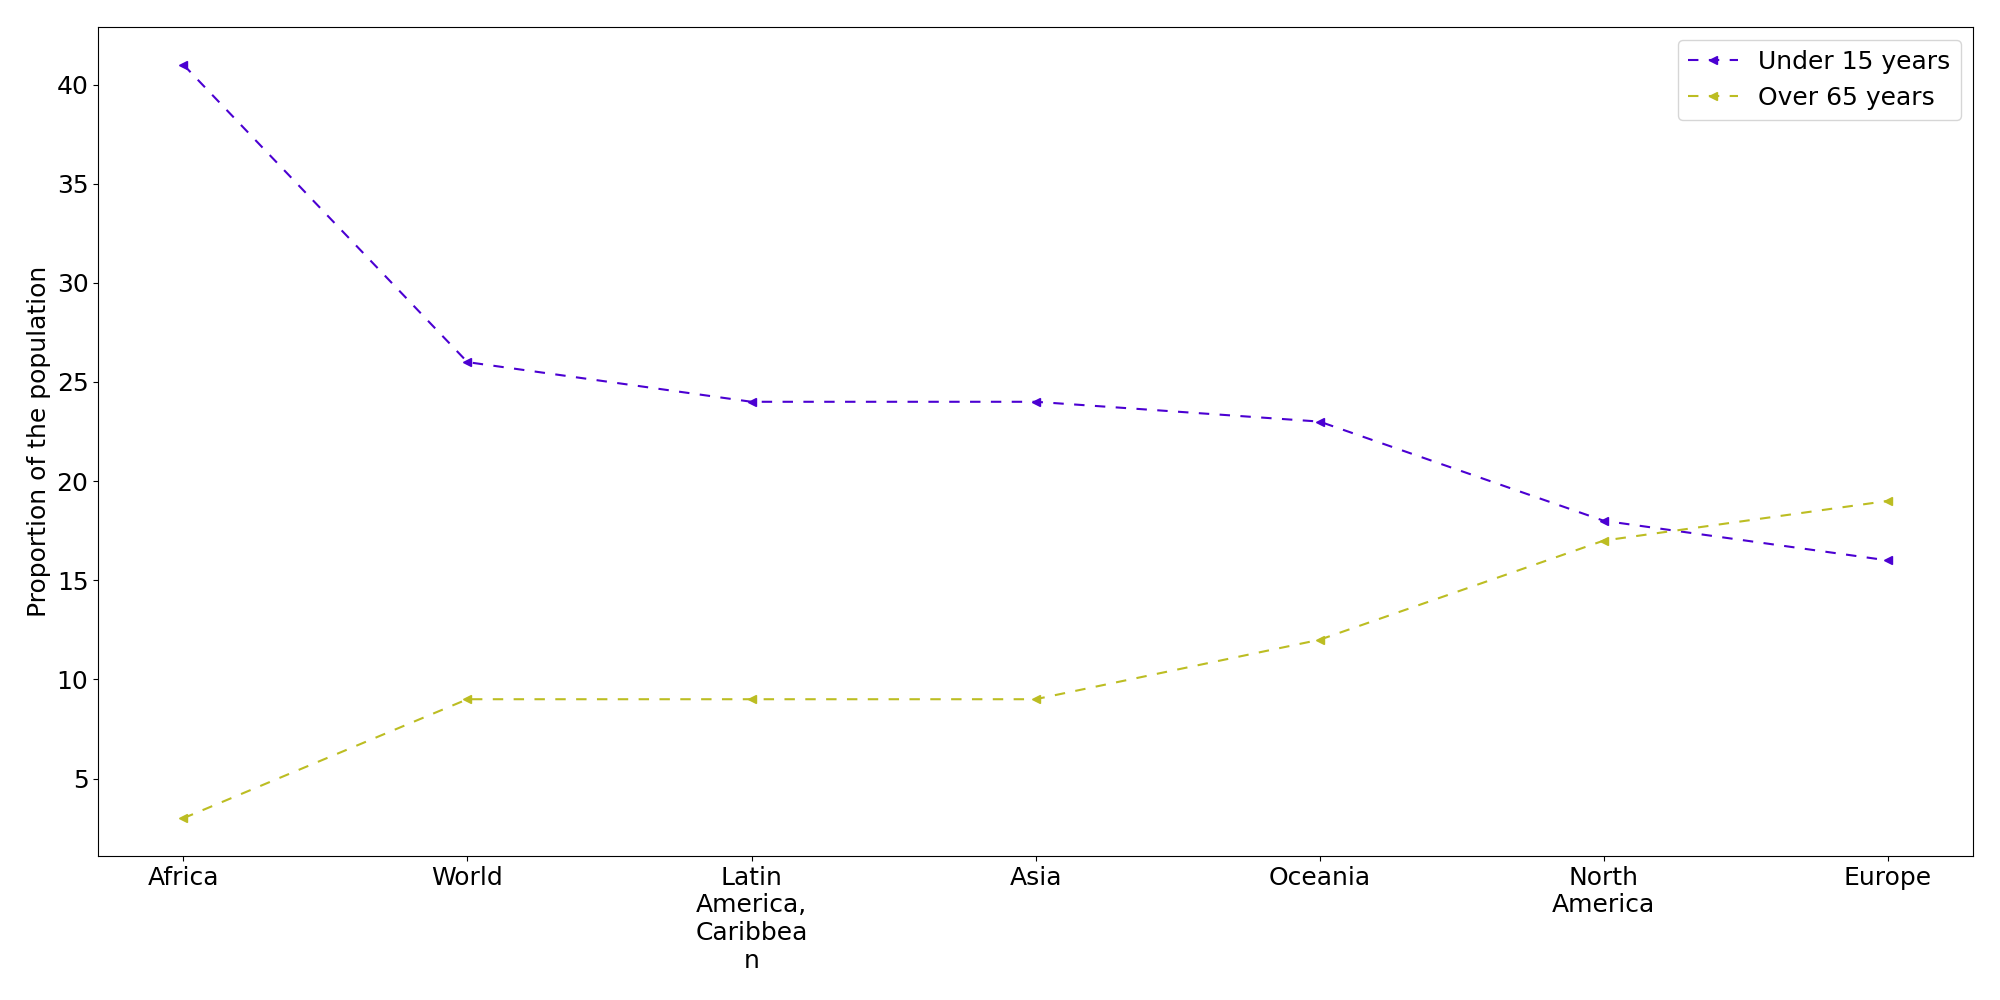 Under 15 years
Over 65 years
Proportion of the population
40
35
30
25
20
15
10
5
Africa
World
Latin
America,
Caribbea
n
Asia
Oceania
North
America
Europe